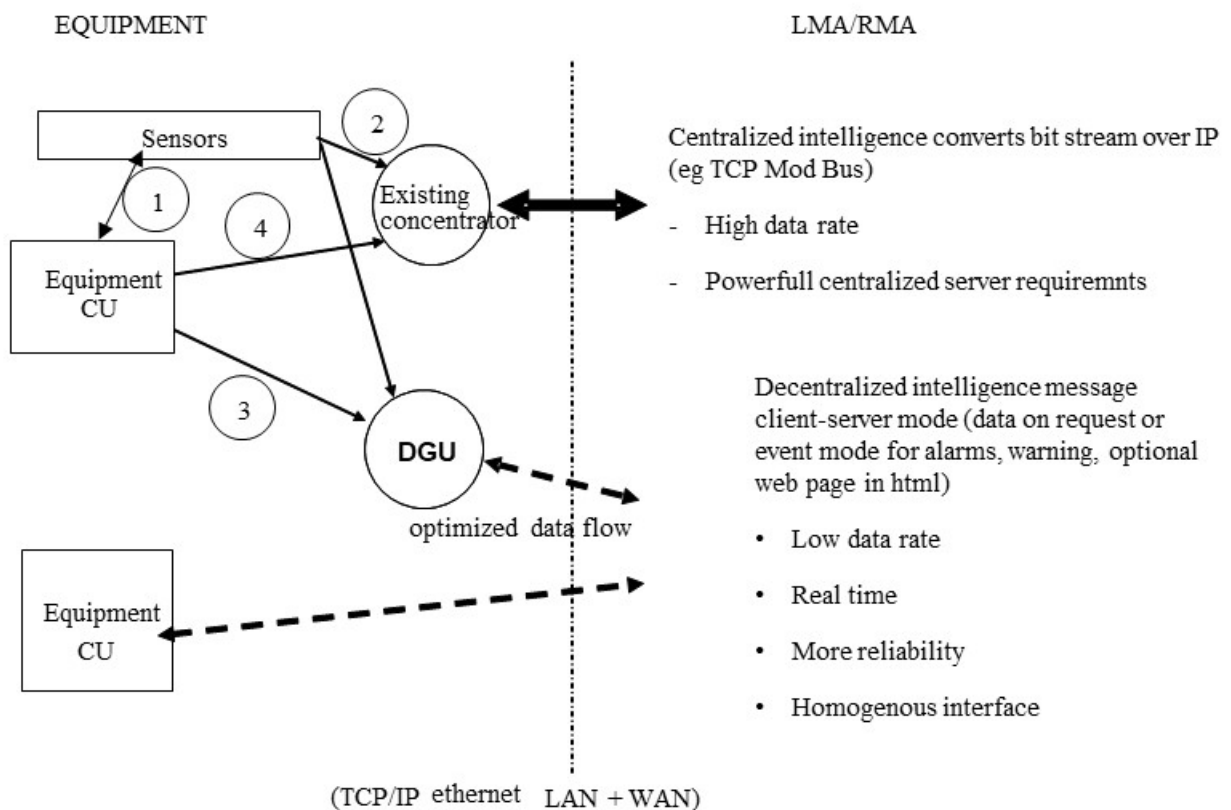 EQUIPMENT
LMA/RMA
Sensors
2
Existing
concentrator
1
4
Equipment
CU
3
DGU
optimized data flow
Equipment
CU
Centralized intelligence converts bit stream over IP
(eg TCP Mod Bus)
- High data rate
- Powerfull centralized server requiremnts
Decentralized intelligence message
client-server mode (data on request or
event mode for alarms, warning, optional
web page in html)
• Low data rate
• Real time
• More reliability
• Homogenous interface
(TCP/IP ethernet LAN + WAN)